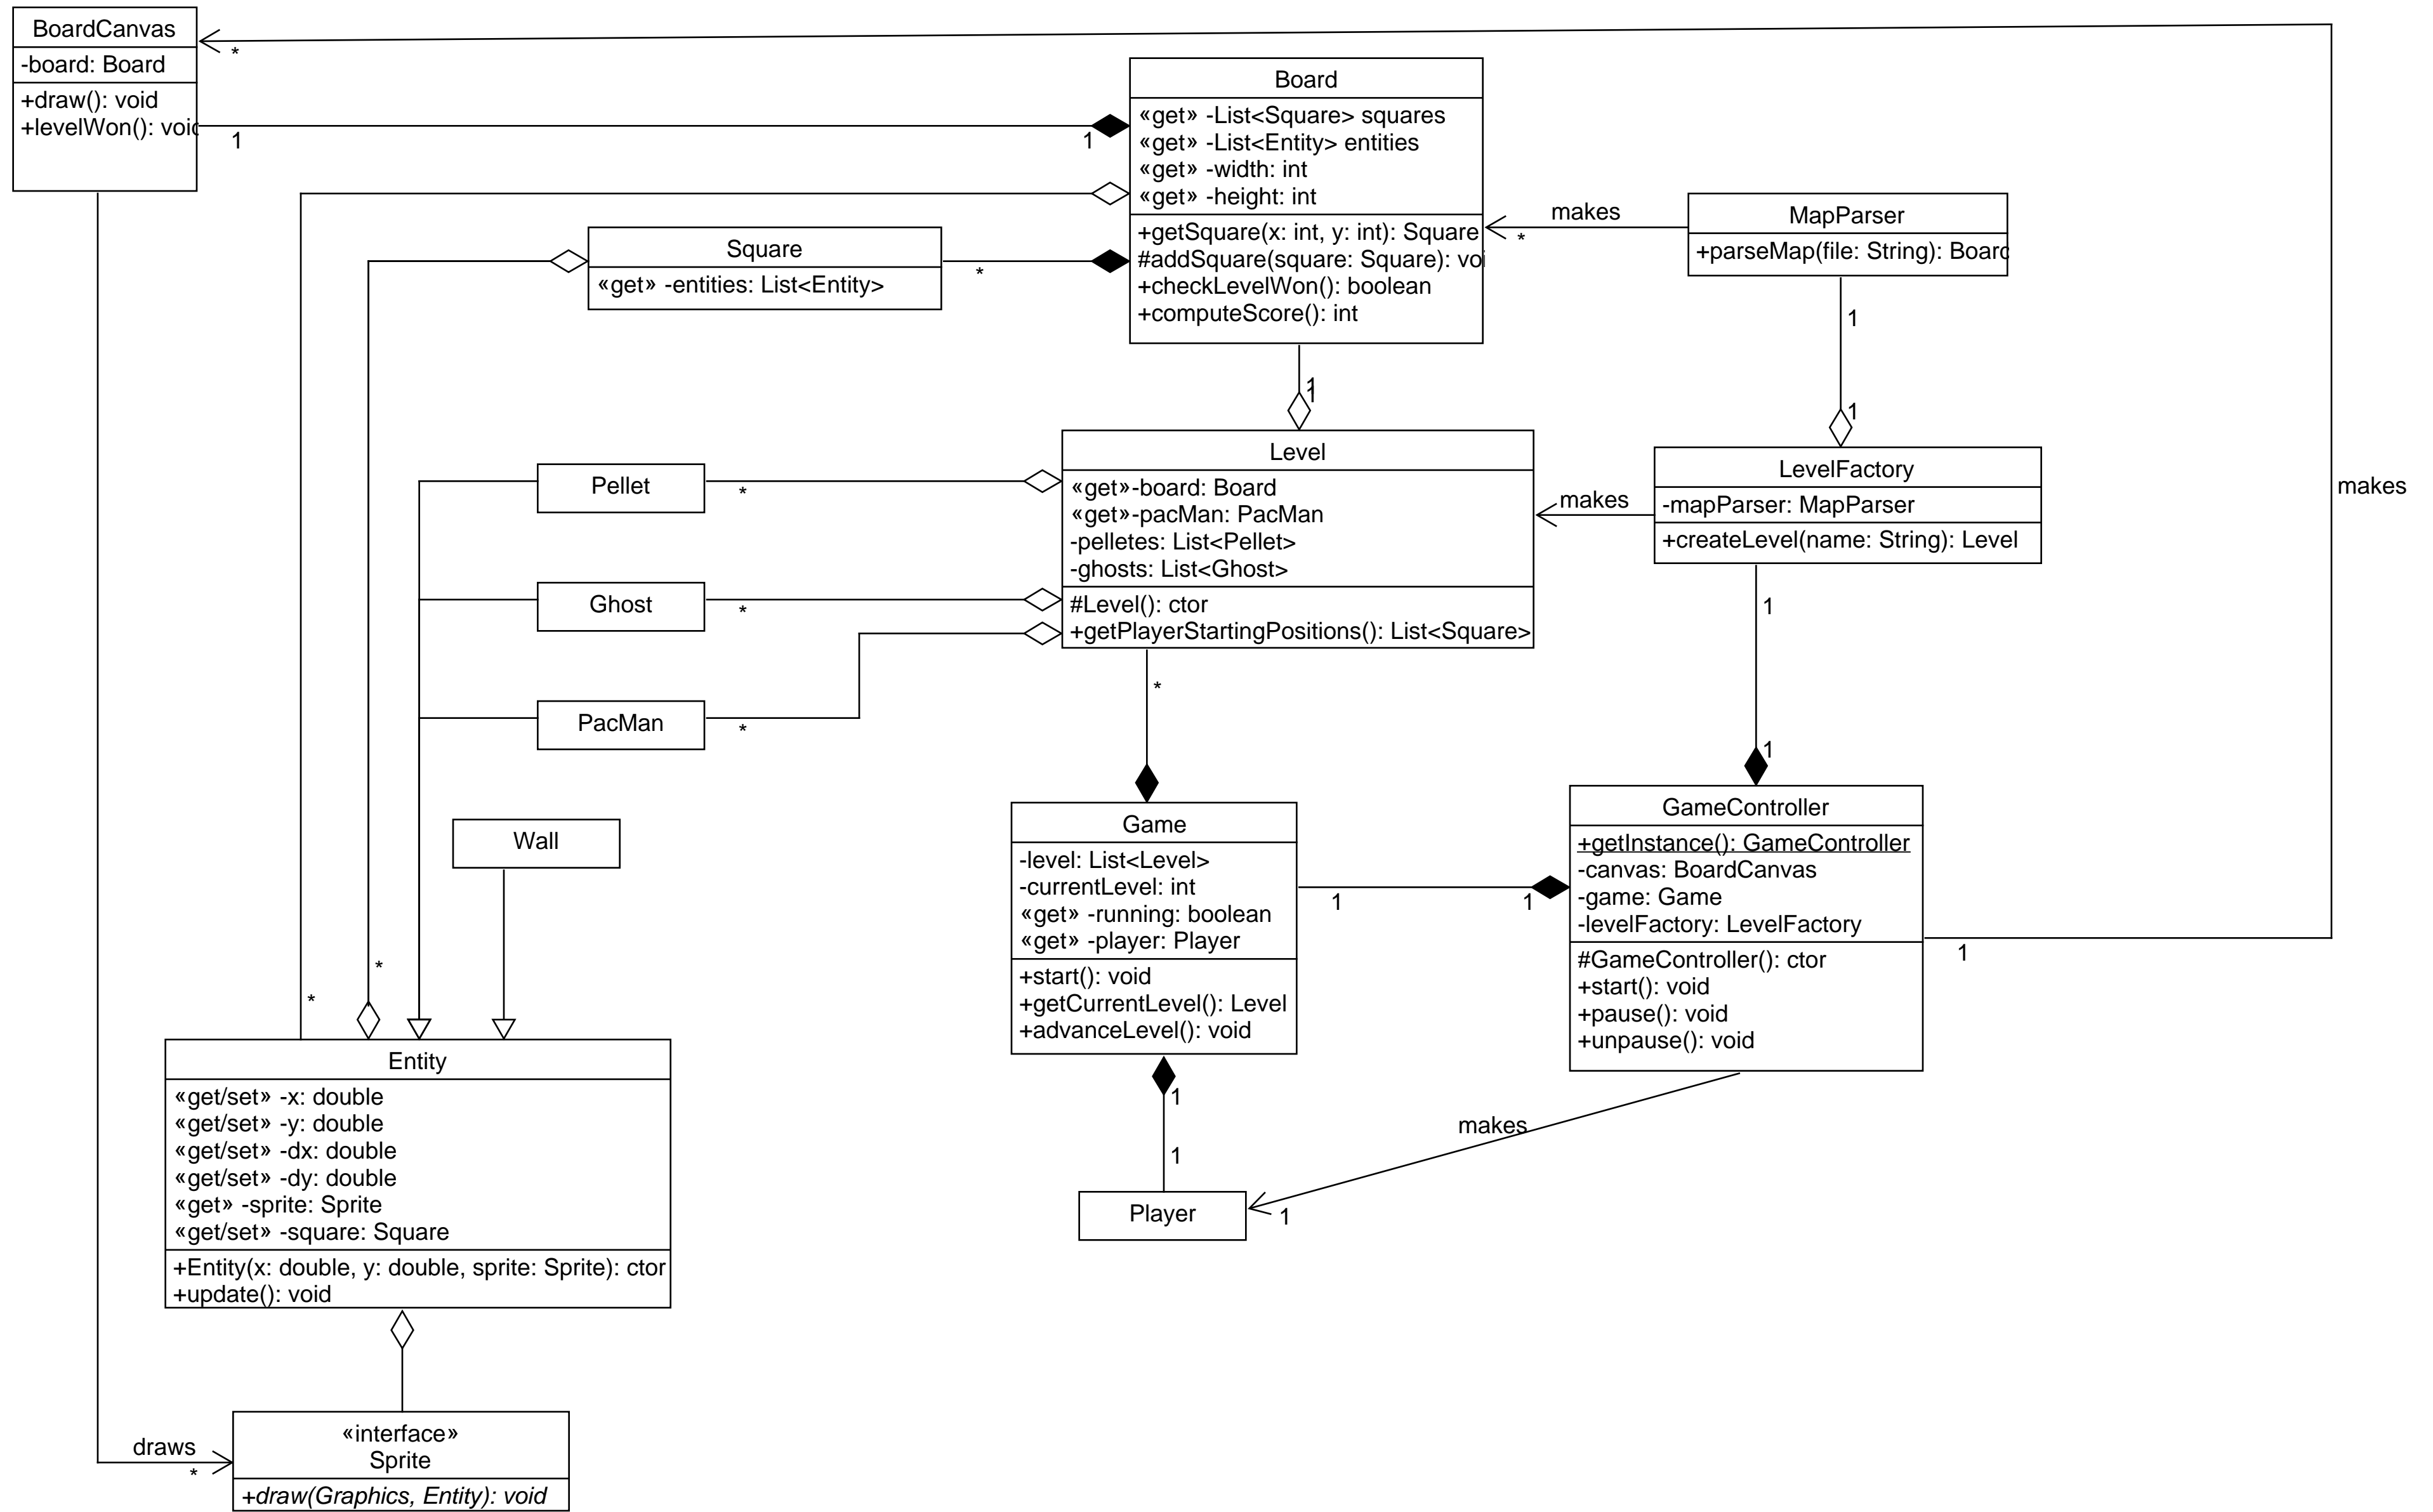 BoardCanvas
-board: Board
+draw(): void
+levelWon(): void
*
1
1
Board
«get» -List<Square> squares
«get» -List<Entity> entities
«get» -width: int
«get» -height: int
+getSquare(x: int, y: int): Square
#addSquare(square: Square): voi
+checkLevelWon(): boolean
+computeScore(): int
makes
*
MapParser
+parseMap(file: String): Board
Square
«get» -entities: List<Entity>
*
1
1
1
1
Level
«get»-board: Board
«get»-pacMan: PacMan
-pelletes: List<Pellet>
-ghosts: List<Ghost>
#Level(): ctor
+getPlayerStartingPositions(): List<Square>
makes
LevelFactory
-mapParser: MapParser
+createLevel(name: String): Level
makes
Pellet
*
Ghost
*
PacMan
*
*
1
1
Wall
Game
-level: List<Level>
-currentLevel: int
«get» -running: boolean
«get» -player: Player
+start(): void
+getCurrentLevel(): Level
+advanceLevel(): void
1
1
GameController
+getInstance(): GameController
-canvas: BoardCanvas
-game: Game
-levelFactory: LevelFactory
#GameController(): ctor
+start(): void
+pause(): void
+unpause(): void
1
*
*
Entity
«get/set» -x: double
«get/set» -y: double
«get/set» -dx: double
«get/set» -dy: double
«get» -sprite: Sprite
«get/set» -square: Square
+Entity(x: double, y: double, sprite: Sprite): ctor
+update(): void
1
1
makes
Player
1
draws
*
«interface»
Sprite
+draw(Graphics, Entity): void